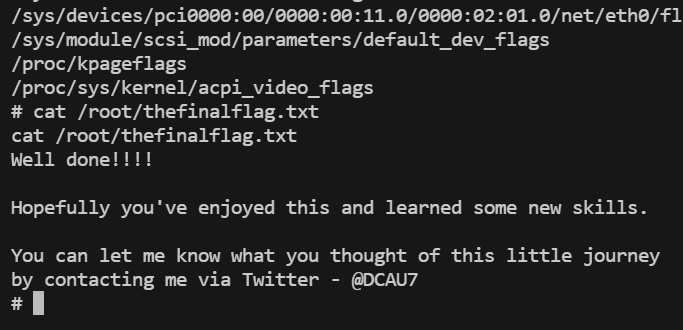 /sys/devices/pci0000:00/0000:00:11.0/0000:02:01.0/net/eth0/fl
/sys/module/scsi_mod/parameters/default_dev_flags
/proc/kpageflags
/proc/sys/kernel/acpi_video_flags
# cat /root/thefinalflag.txt
cat /root/thefinalflag.txt
Well done!!!!
Hopefully you've enjoyed this and learned some new skills.
You can let me know what you thought of this little journey
by contacting me via Twitter - @DCAU7
#